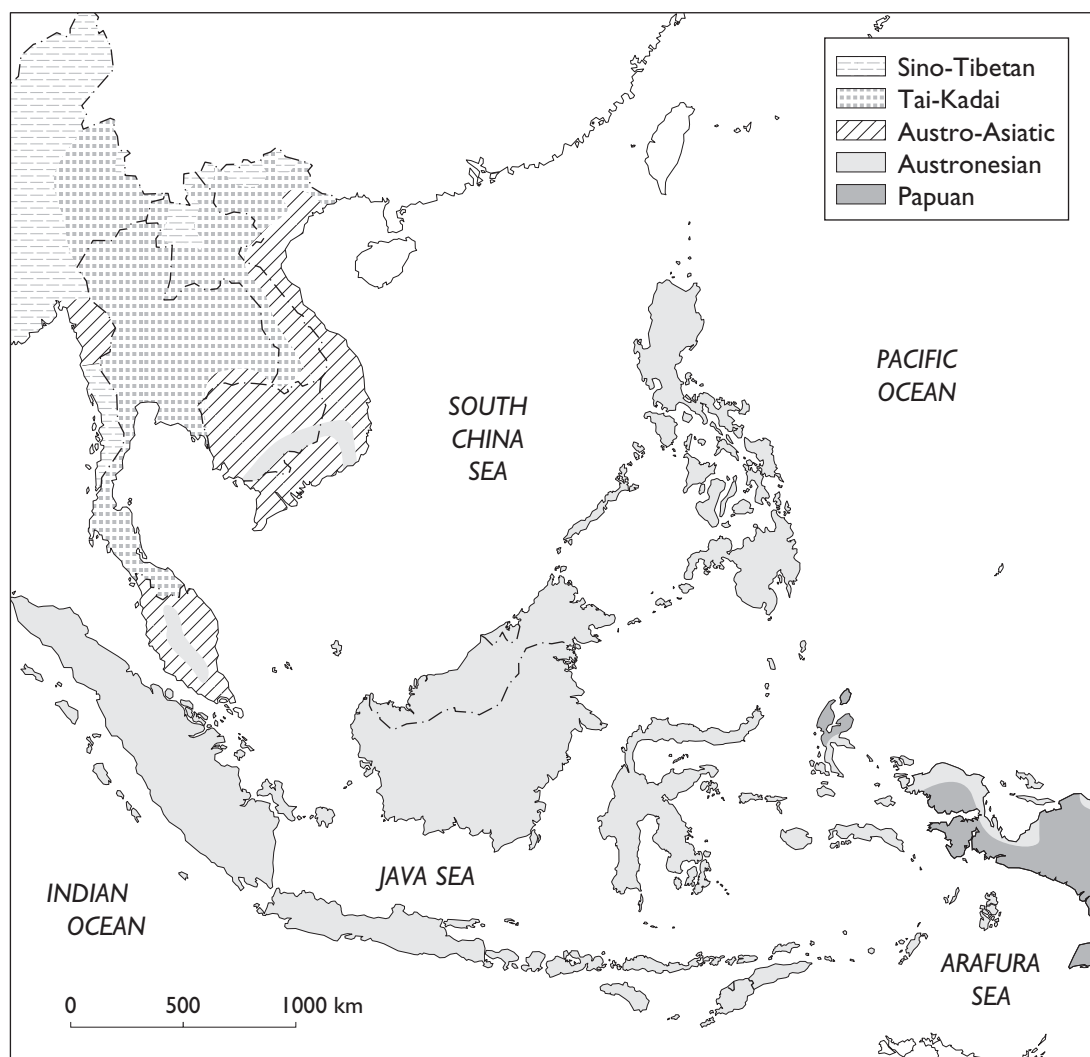 Sino-Tibetan
Tai-Kadai
Austro-Asiatic
Austronesian
Papuan
PACIFIC
OCEAN
SOUTH
CHINA
SEA
JAVA SEA
INDIAN
OCEAN
ARAFURA
SEA
0 500 1000 km